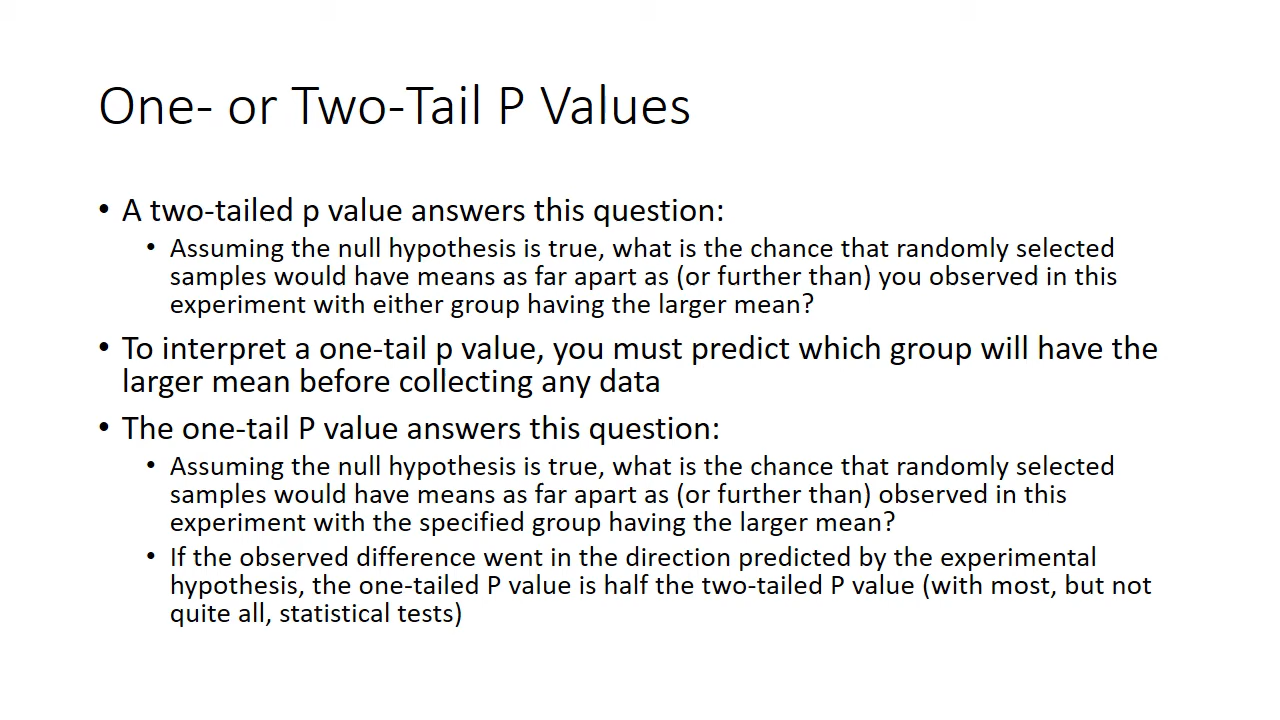 One- or Two-Tail P Values
• A two-tailed p value answers this question:
• Assuming the null hypothesis is true, what is the chance that randomly selected
samples would have means as far apart as (or further than) you observed in this
experiment with either group having the larger mean?
• To interpret a one-tail p value, you must predict which group will have the
larger mean before collecting any data
• The one-tail P value answers this question:
• Assuming the null hypothesis is true, what is the chance that randomly selected
samples would have means as far apart as (or further than) observed in this
experiment with the specified group having the larger mean?
• If the observed difference went in the direction predicted by the experimental
hypothesis, the one-tailed P value is half the two-tailed P value (with most, but not
quite all, statistical tests)